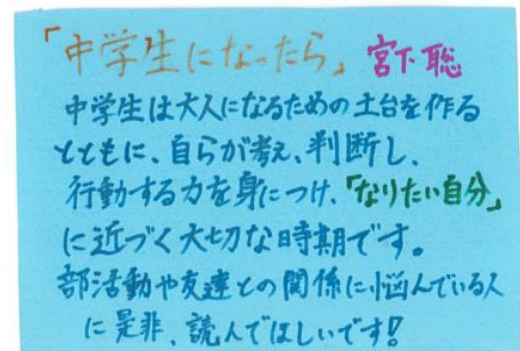 「中学生になったら」 宮下聡
中学生は大人になるための土台を作る
とともに、自らが考え、判断し、
行動する力を身につけ、「なりたい自分」
に近づく大切な時期です。
部活動や友達との関係に悩んでいる人
に是非、読んでほしいです!